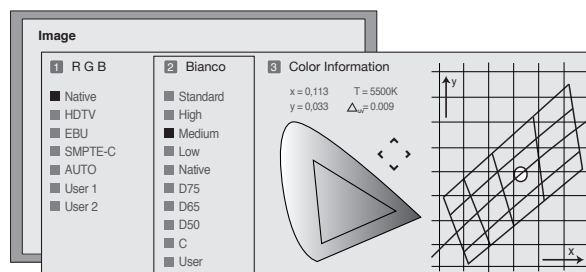 Image
1 R G B
Native
HDTV
EBU
SMPTE-C
AUTO
User 1
User 2
2 Bianco
Standard
High
Medium
Low
Native
D75
D65
D50
C
User
3 Color Information
x = 0,113 T = 5500K
y = 0,033 △uv= 0.009
y
x